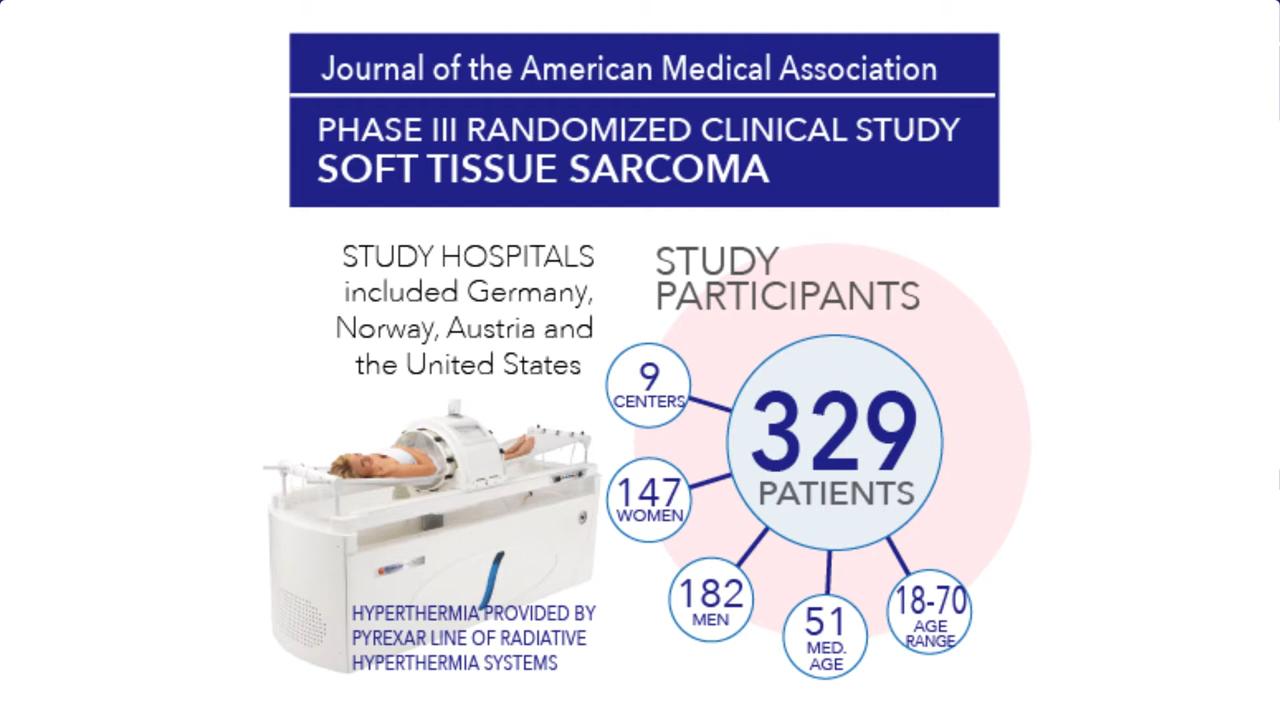 Journal of the American Medical Association
PHASE III RANDOMIZED CLINICAL STUDY
SOFT TISSUE SARCOMA
STUDY HOSPITALS
included Germany,
Norway, Austria and
the United States
STUDY
PARTICIPANTS
9
CENTERS
329
PATIENTS
147
WOMEN
182
MEN
51
MED.
AGE
18-70
AGE
RANGE
HYPERTHERMIA PROVIDED BY
PYREXAR LINE OF RADIATIVE
HYPERTHERMIA SYSTEMS